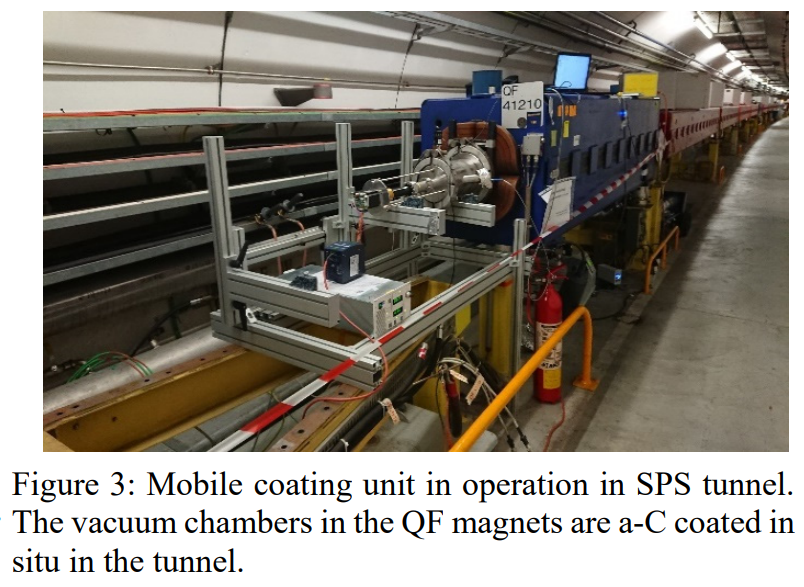 QF
41210
Figure 3: Mobile coating unit in operation in SPS tunnel.
The vacuum chambers in the QF magnets are a-C coated in
situ in the tunnel.